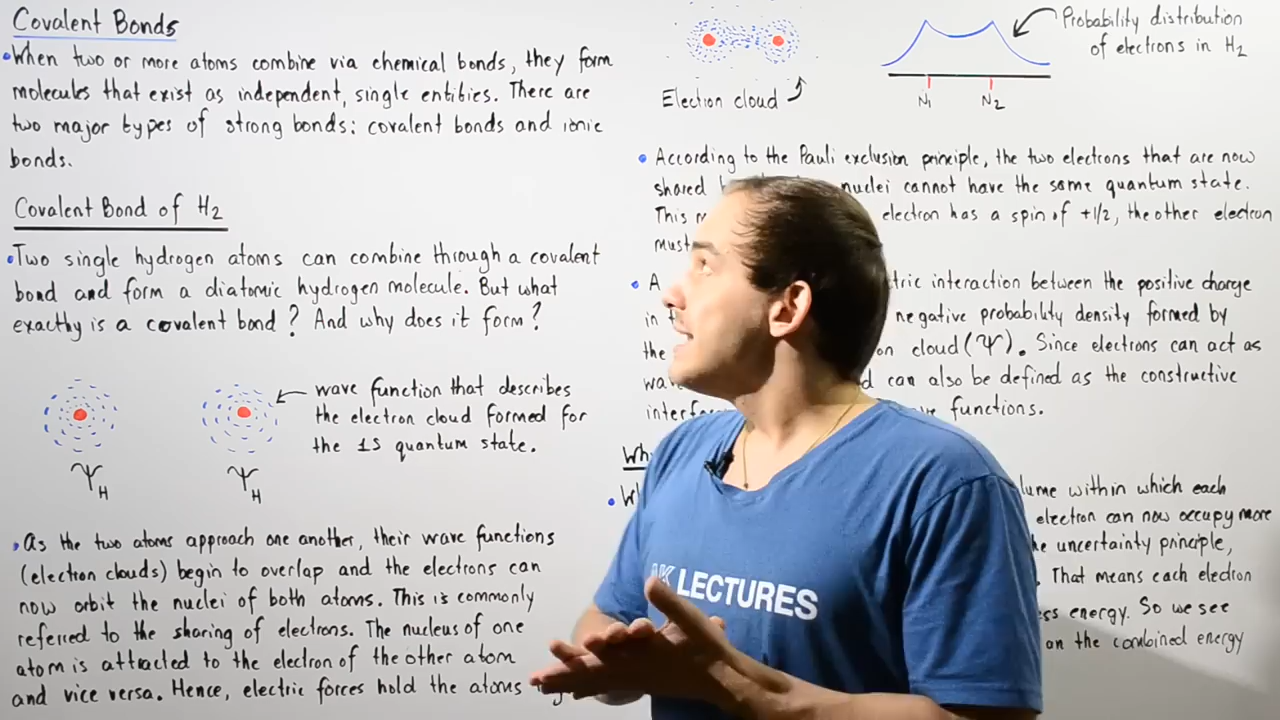 Covalent Bonds
When two or more atoms combine via chemical bonds, they form
molecules that exist as independent, single entities. There are
two major types of strong bonds: covalent bonds and ionic
bonds.
Covalent Bond of H₂
Two single hydrogen atoms can combine through a covalent
bond and form a diatomic hydrogen molecule. But what
exactly is a covalent bond? And why does it form?
wave function that describes
the electron cloud formed for
the 1S quantum state.
Ψ_H
Ψ_H
As the two atoms approach one another, their wave functions
(electron clouds) begin to overlap and the electrons can
now orbit the nuclei of both atoms. This is commonly
referred to the sharing of electrons. The nucleus of one
atom is attracted to the electron of the other atom
and vice versa. Hence, electric forces hold the atoms
Election cloud
Probability distribution
of electrons in H₂
N₁ N₂
According to the Pauli exclusion principle, the two electrons that are now
shared nuclei cannot have the same quantum state.
This electron has a spin of +1/2, the other electron
must
A tric interaction between the positive charge
in negative probability density formed by
the on cloud (Ψ). Since electrons can act as
wa d can also be defined as the constructive
interfer functions.
Why
lume within which each
electron can now occupy more
uncertainty principle,
. That means each electron
ess energy. So we see
on the combined energy
AK LECTURES